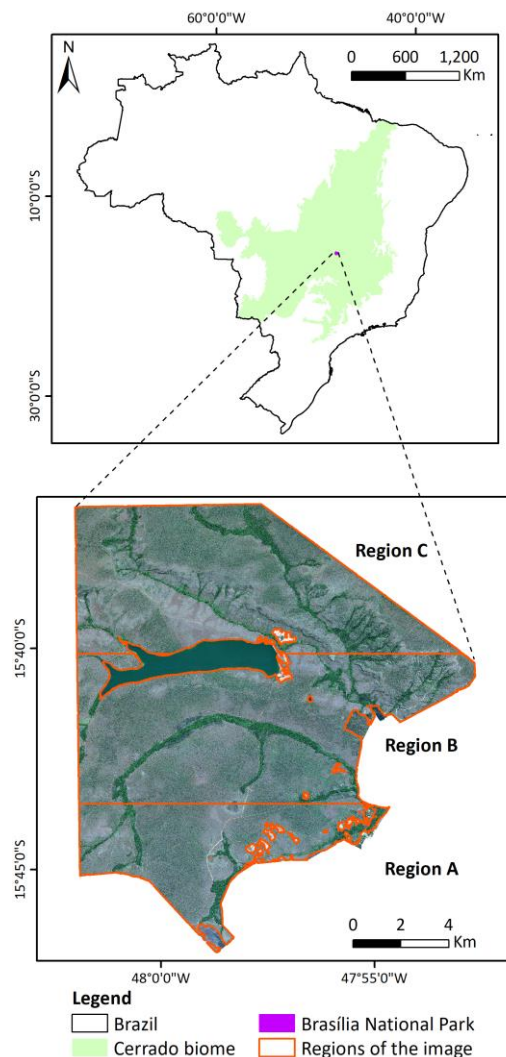 60°0'0"W 40°0'0"W
N
0 600 1,200
Km
10°0'0"S
30°0'0"S
Region C
15°40'0"S
Region B
15°45'0"S
Region A
0 2 4
Km
48°0'0"W 47°55'0"W
Legend
Brazil Brasília National Park
Cerrado biome Regions of the image